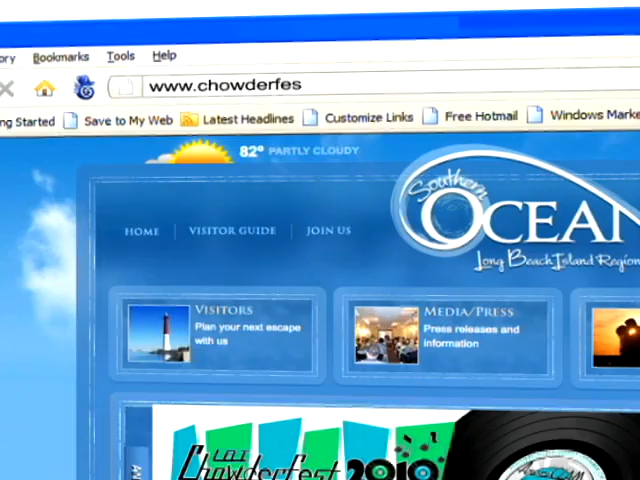 ory Bookmarks Tools Help
www.chowderfes
ng Started Save to My Web Latest Headlines Customize Links Free Hotmail Windows Marke
82° PARTLY CLOUDY
Southern
OCEAN
Long Beach Island Region
HOME VISITOR GUIDE JOIN US
VISITORS
Plan your next escape
with us
MEDIA/PRESS
Press releases and
information
LBI
Chowderfest 2010